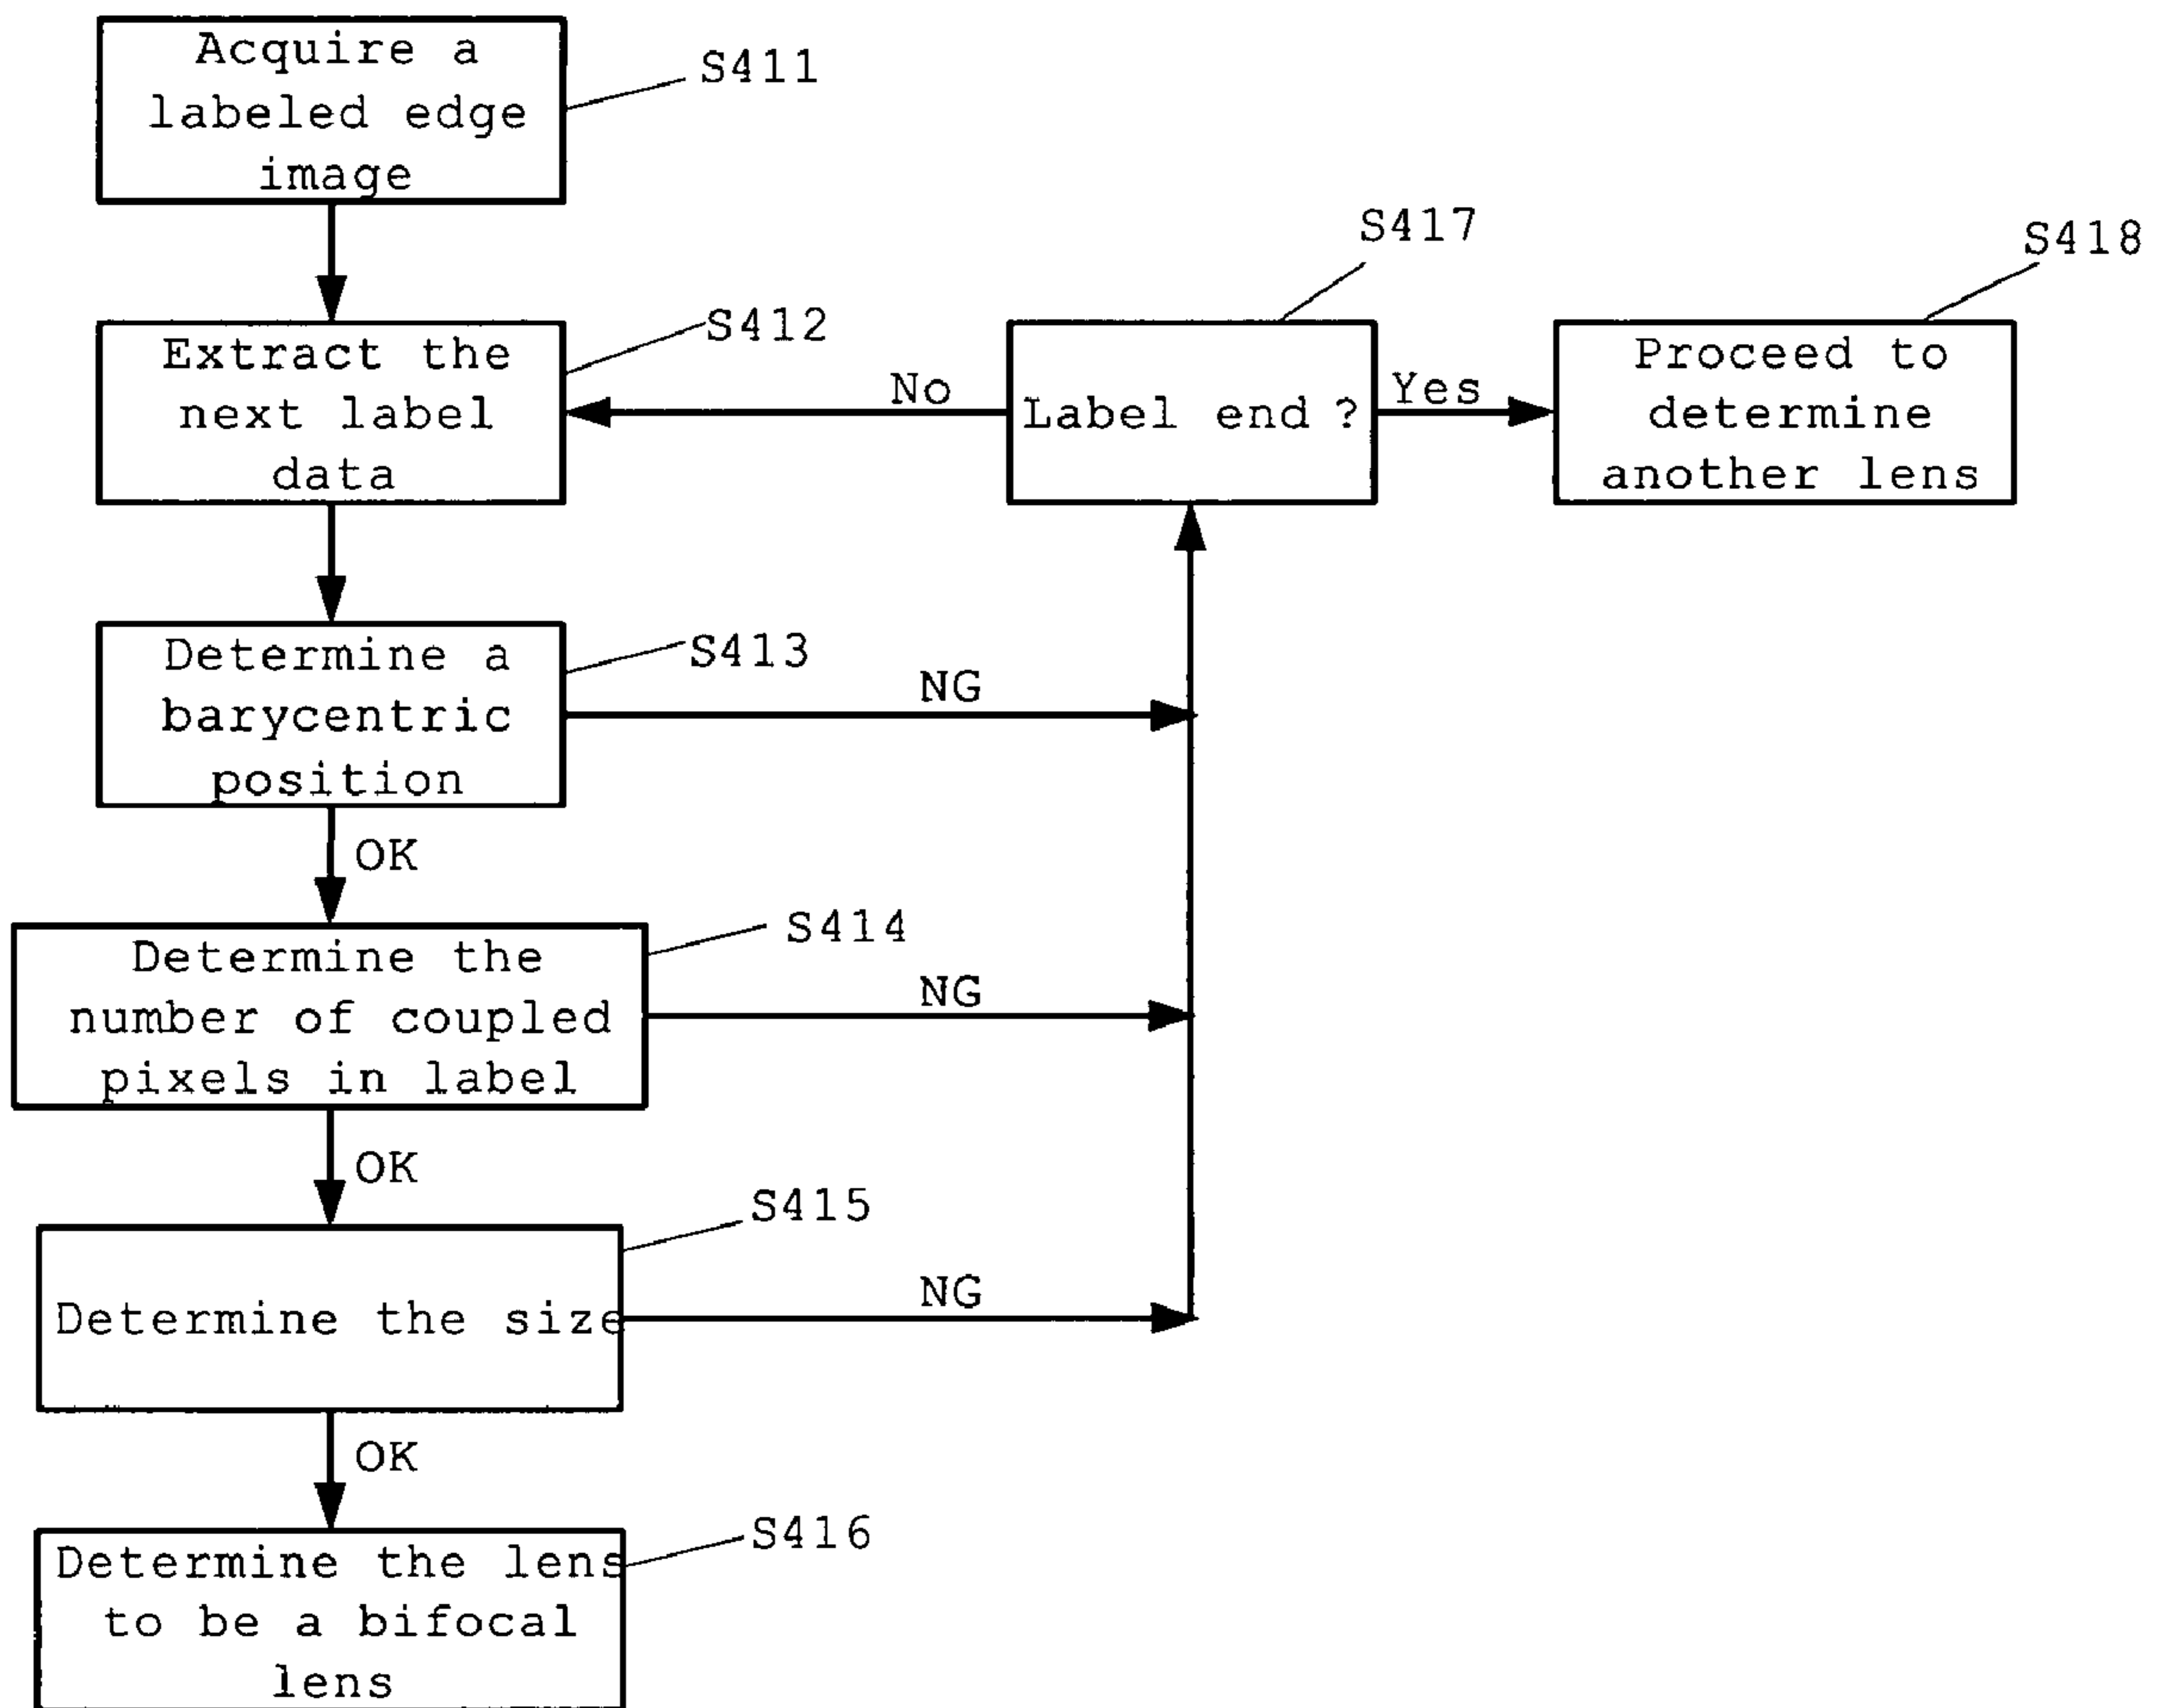 Acquire a
labeled edge
image
S411
S417
S418
S412
Extract the
next label
data
No
Label end ?
Yes
Proceed to
determine
another lens
S413
Determine a
barycentric
position
NG
OK
S414
Determine the
number of coupled
pixels in label
NG
OK
S415
Determine the size
NG
OK
S416
Determine the lens
to be a bifocal
lens